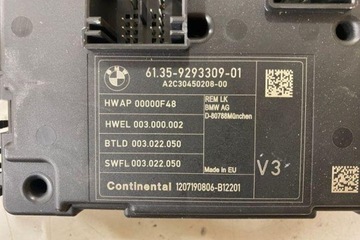 BMW
61.35-9293309-01
A2C30450208-00
HWAP 00000F48
REM LK
BMW AG
D-80788München
HWEL 003.000.002
BTLD 003.022.050
SWFL 003.022.050
Made in EU
V3
Continental 1207190806-B12201